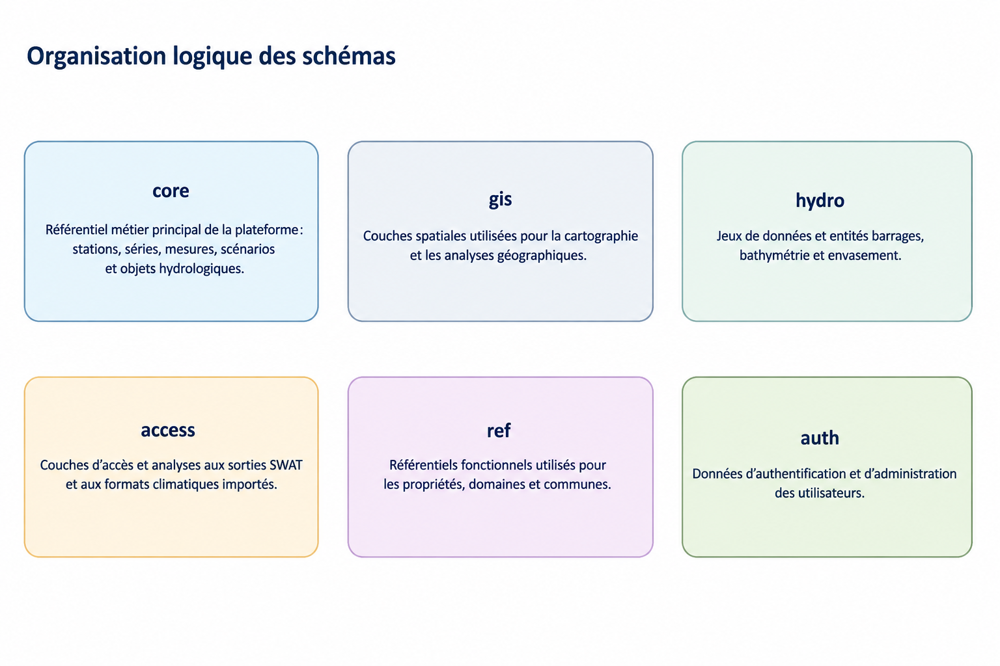 Organisation logique des schémas
core
Référentiel métier principal de la plateforme :
stations, séries, mesures, scénarios
et objets hydrologiques.
gis
Couches spatiales utilisées pour la cartographie
et les analyses géographiques.
hydro
Jeux de données et entités barrages,
bathymétrie et envasement.
access
Couches d’accès et analyses aux sorties SWAT
et aux formats climatiques importés.
ref
Référentiels fonctionnels utilisés pour
les propriétés, domaines et communes.
auth
Données d’authentification et d’administration
des utilisateurs.